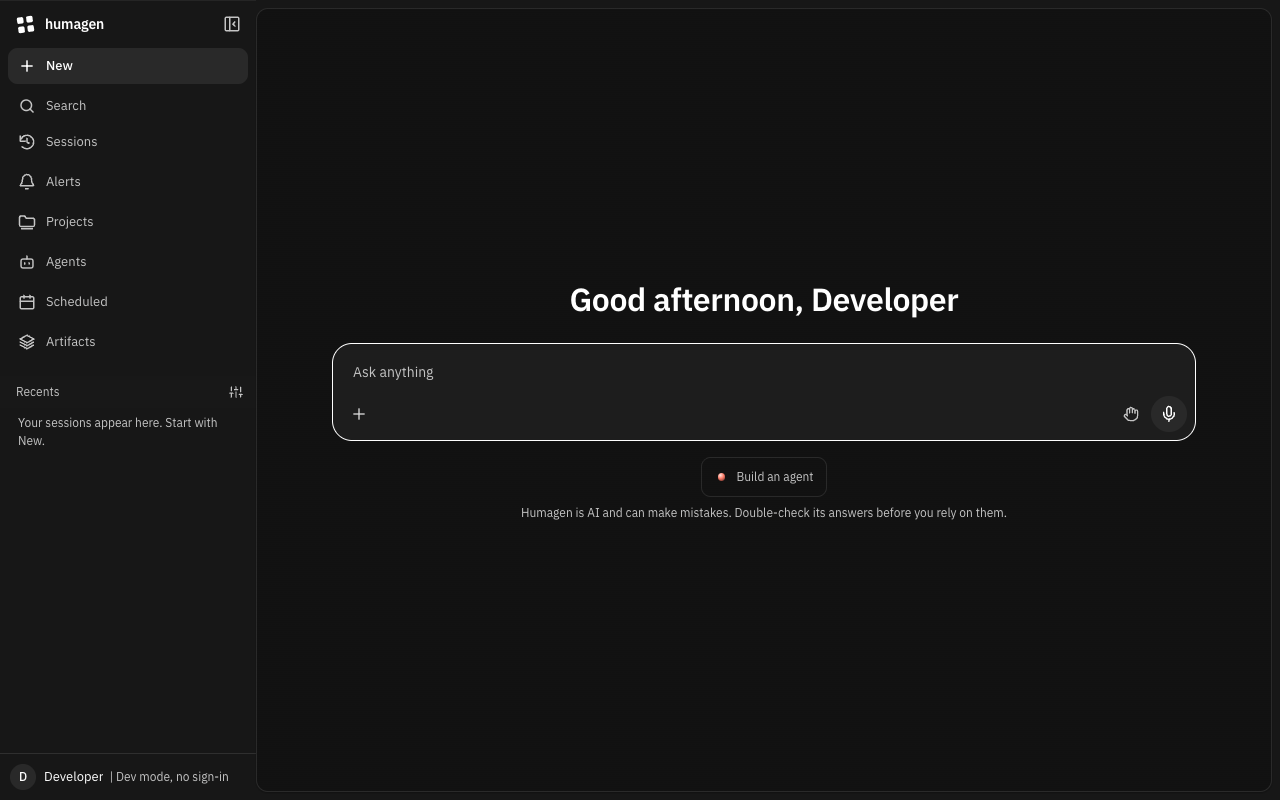 humagen
New
Search
Sessions
Alerts
Projects
Agents
Scheduled
Artifacts
Recents
Your sessions appear here. Start with
New.
D
Developer | Dev mode, no sign-in
Good afternoon, Developer
Ask anything
Build an agent
Humagen is AI and can make mistakes. Double-check its answers before you rely on them.